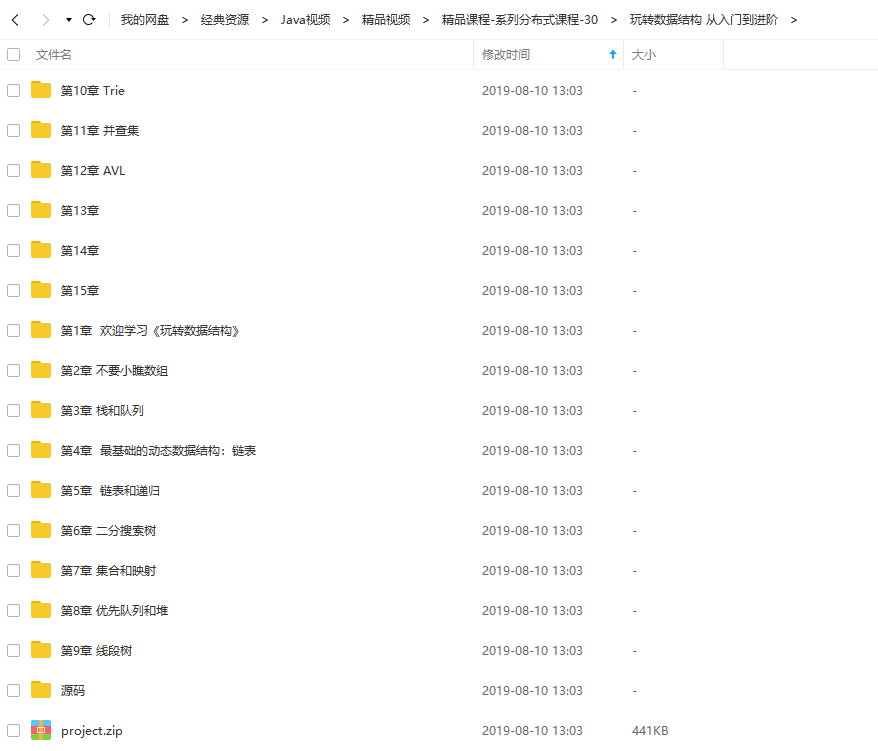 我的网盘 > 经典资源 > Java视频 > 精品视频 > 精品课程-系列分布式课程-30 > 玩转数据结构 从入门到进阶 >
文件名 修改时间 大小
第10章 Trie 2019-08-10 13:03 -
第11章 并查集 2019-08-10 13:03 -
第12章 AVL 2019-08-10 13:03 -
第13章 2019-08-10 13:03 -
第14章 2019-08-10 13:03 -
第15章 2019-08-10 13:03 -
第1章 欢迎学习《玩转数据结构》 2019-08-10 13:03 -
第2章 不要小瞧数组 2019-08-10 13:03 -
第3章 栈和队列 2019-08-10 13:03 -
第4章 最基础的动态数据结构：链表 2019-08-10 13:03 -
第5章 链表和递归 2019-08-10 13:03 -
第6章 二分搜索树 2019-08-10 13:03 -
第7章 集合和映射 2019-08-10 13:03 -
第8章 优先队列和堆 2019-08-10 13:03 -
第9章 线段树 2019-08-10 13:03 -
源码 2019-08-10 13:03 -
project.zip 2019-08-10 13:03 441KB